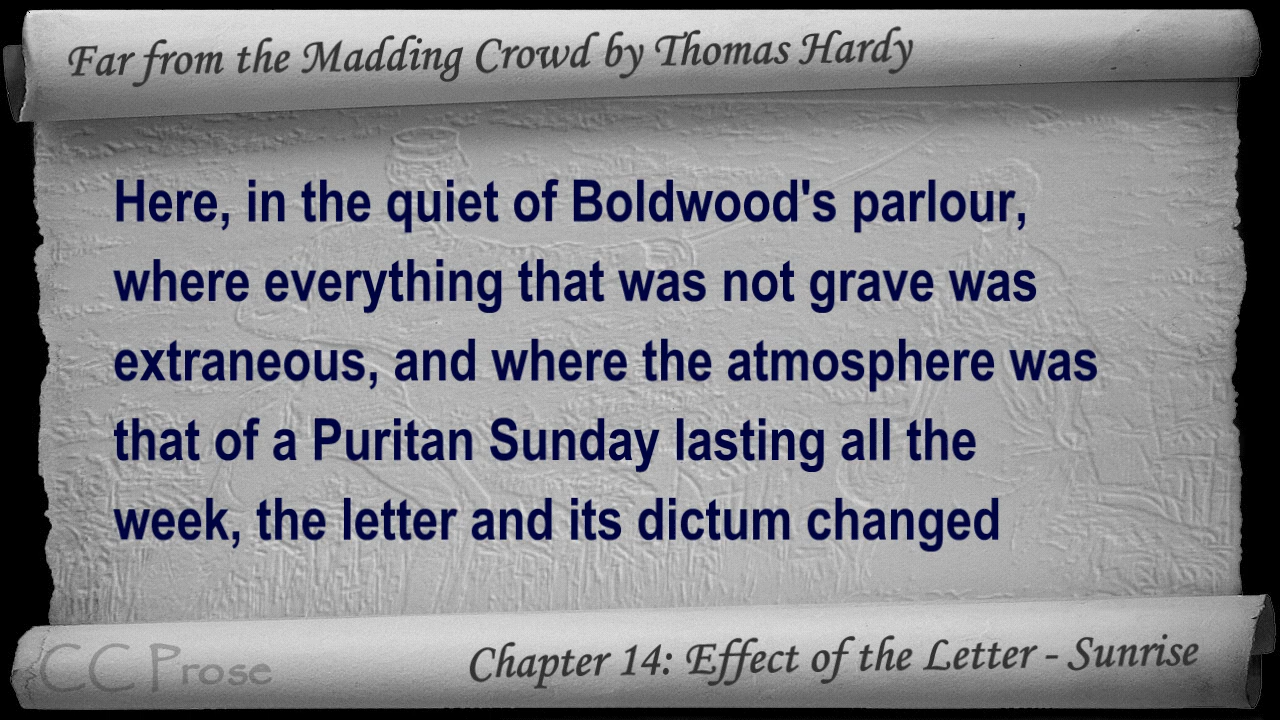 Far from the Madding Crowd by Thomas Hardy
Here, in the quiet of Boldwood's parlour,
where everything that was not grave was
extraneous, and where the atmosphere was
that of a Puritan Sunday lasting all the
week, the letter and its dictum changed
CC Prose
Chapter 14: Effect of the Letter - Sunrise